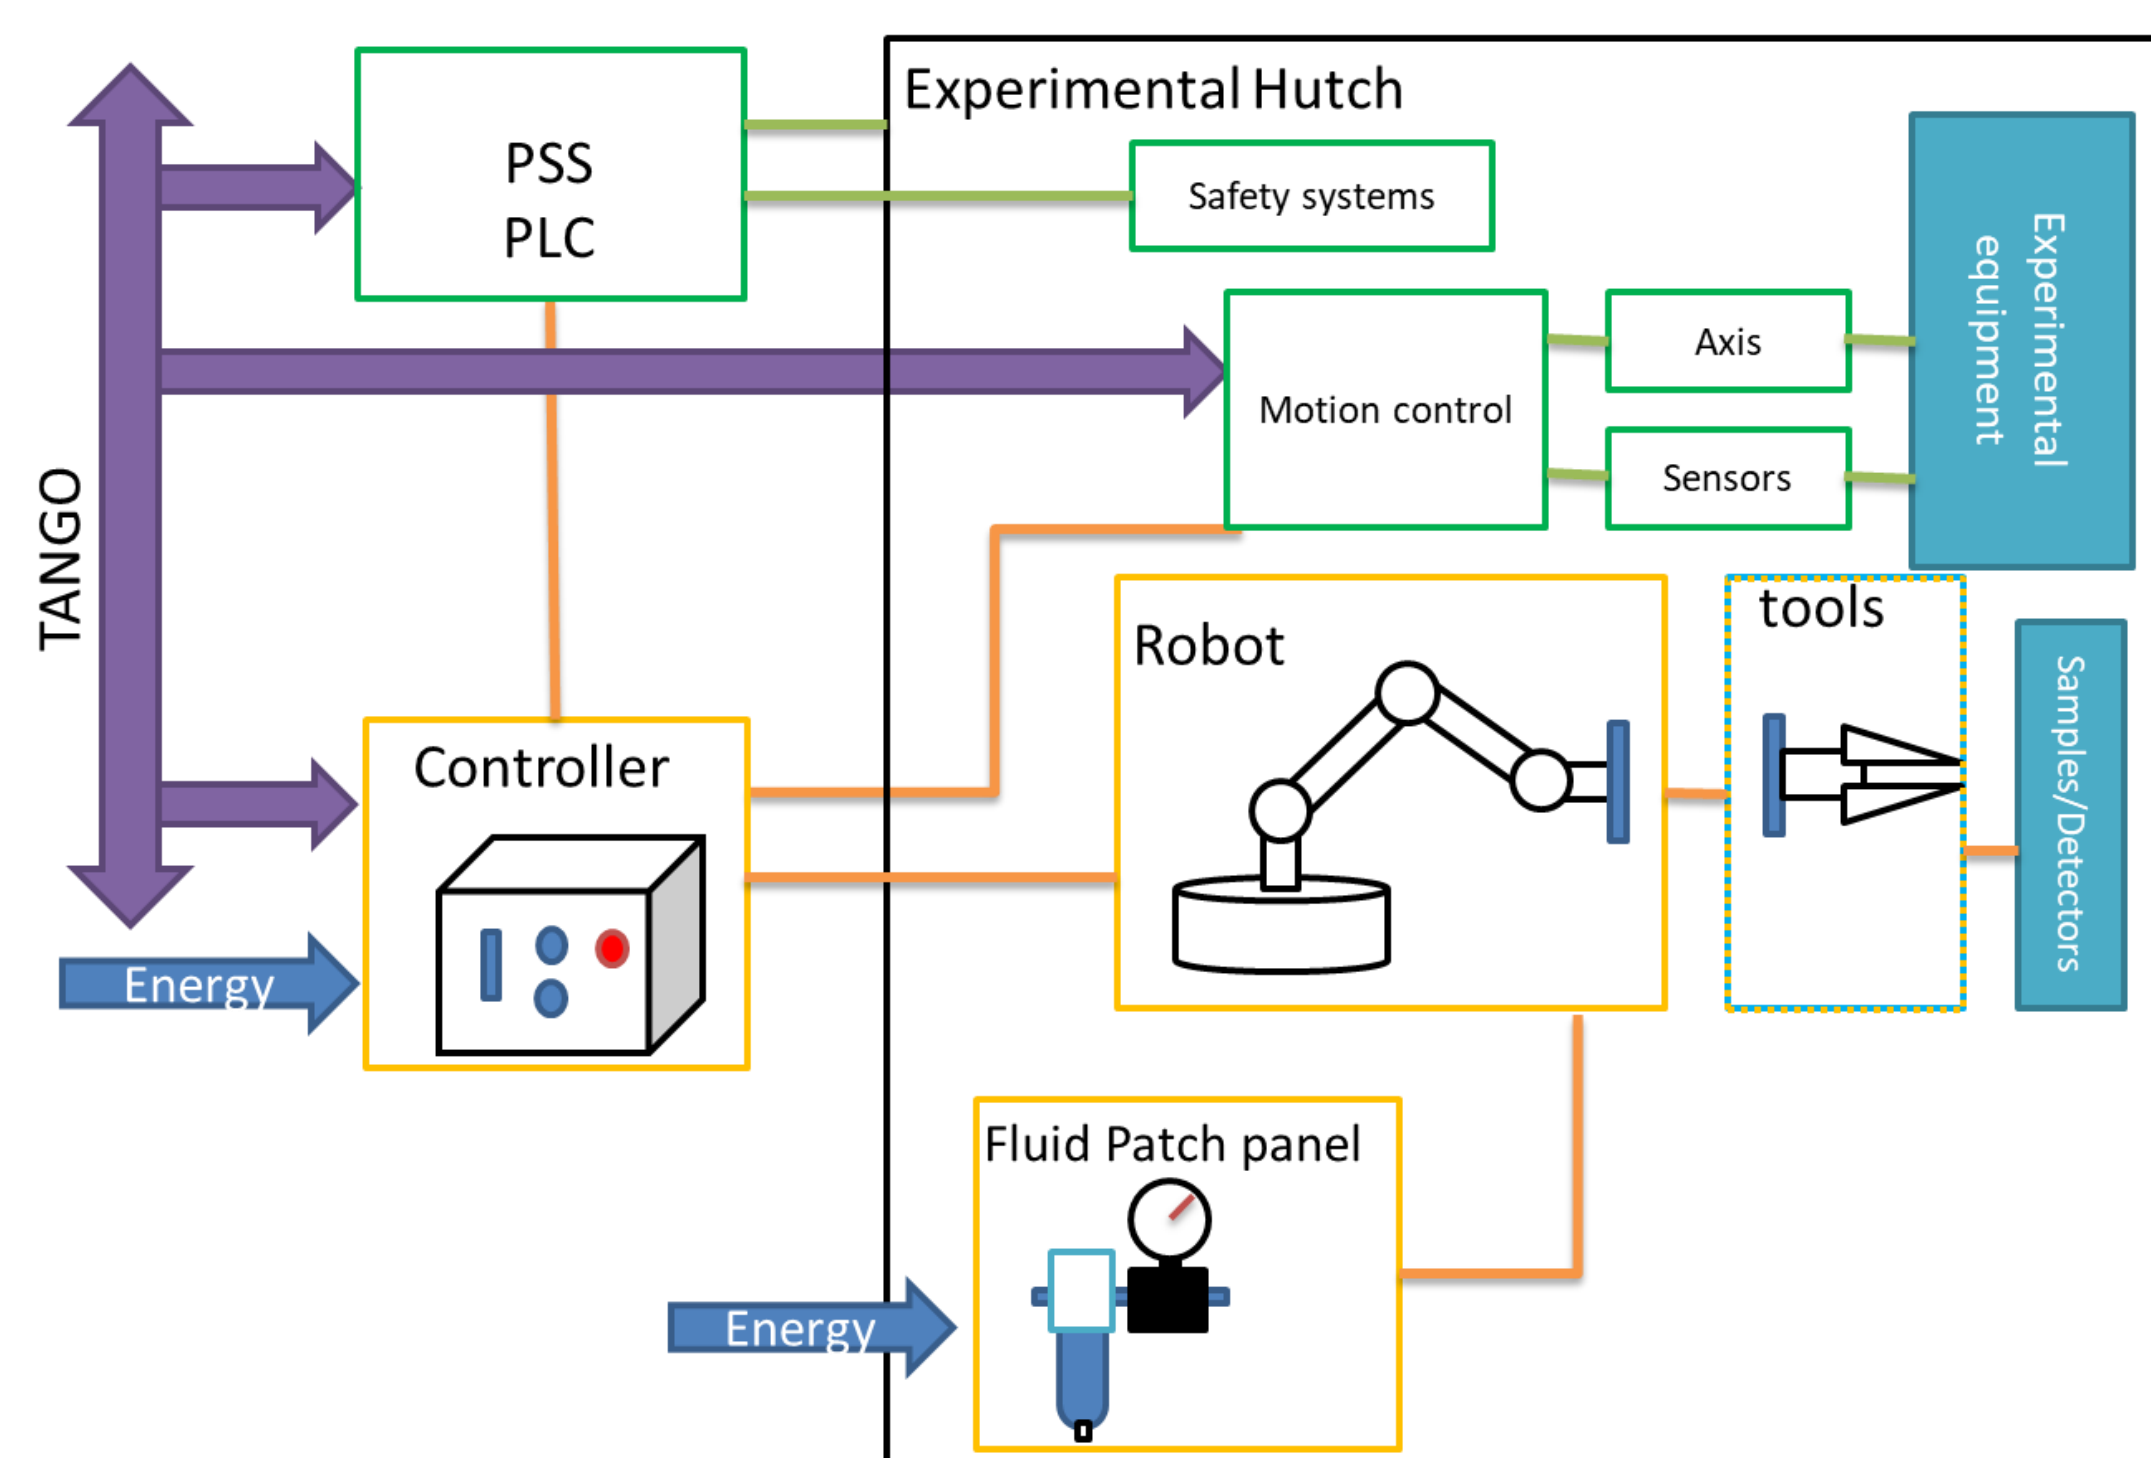 Experimental Hutch
PSS
PLC
Safety systems
Experimental
equipment
Axis
Motion control
Sensors
TANGO
tools
Robot
Controller
Samples/Detectors
Energy
Fluid Patch panel
Energy